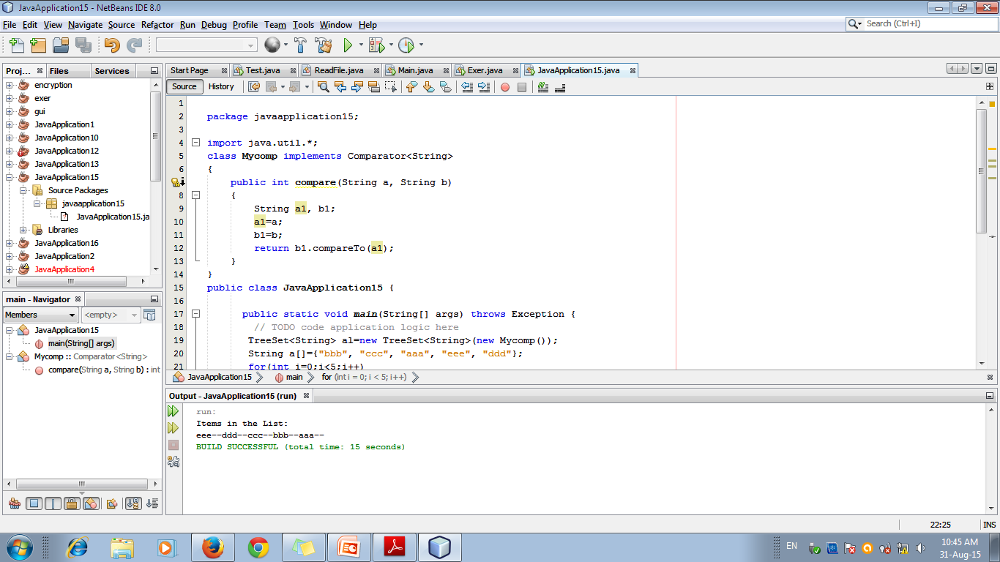 JavaApplication15 - NetBeans IDE 8.0
File Edit View Navigate Source Refactor Run Debug Profile Team Tools Window Help
Search (Ctrl+I)
Proj... Files Services
encryption
exer
gui
JavaApplication1
JavaApplication10
JavaApplication12
JavaApplication13
JavaApplication15
Source Packages
javaapplication15
JavaApplication15.ja
Libraries
JavaApplication16
JavaApplication2
JavaApplication4
main - Navigator
Members <empty>
JavaApplication15
main(String[] args)
Mycomp :: Comparator<String>
compare(String a, String b) : int
Start Page Test.java ReadFile.java Main.java Exer.java JavaApplication15.java
Source History
1
2 package javaapplication15;
3
4 import java.util.*;
5 class Mycomp implements Comparator<String>
6 {
public int compare(String a, String b)
8 {
9 String a1, b1;
10 a1=a;
11 b1=b;
12 return b1.compareTo(a1);
13 }
14 }
15 public class JavaApplication15 {
16
17 public static void main(String[] args) throws Exception {
18 // TODO code application logic here
19 TreeSet<String> al=new TreeSet<String>(new Mycomp());
20 String a[]={"bbb", "ccc", "aaa", "eee", "ddd"};
21 for(int i=0;i<5;i++)
JavaApplication15 main for (int i = 0; i < 5; i++)
Output - JavaApplication15 (run)
run:
Items in the List:
eee--ddd--ccc--bbb--aaa--
BUILD SUCCESSFUL (total time: 15 seconds)
22:25 INS
EN
10:45 AM
31-Aug-15